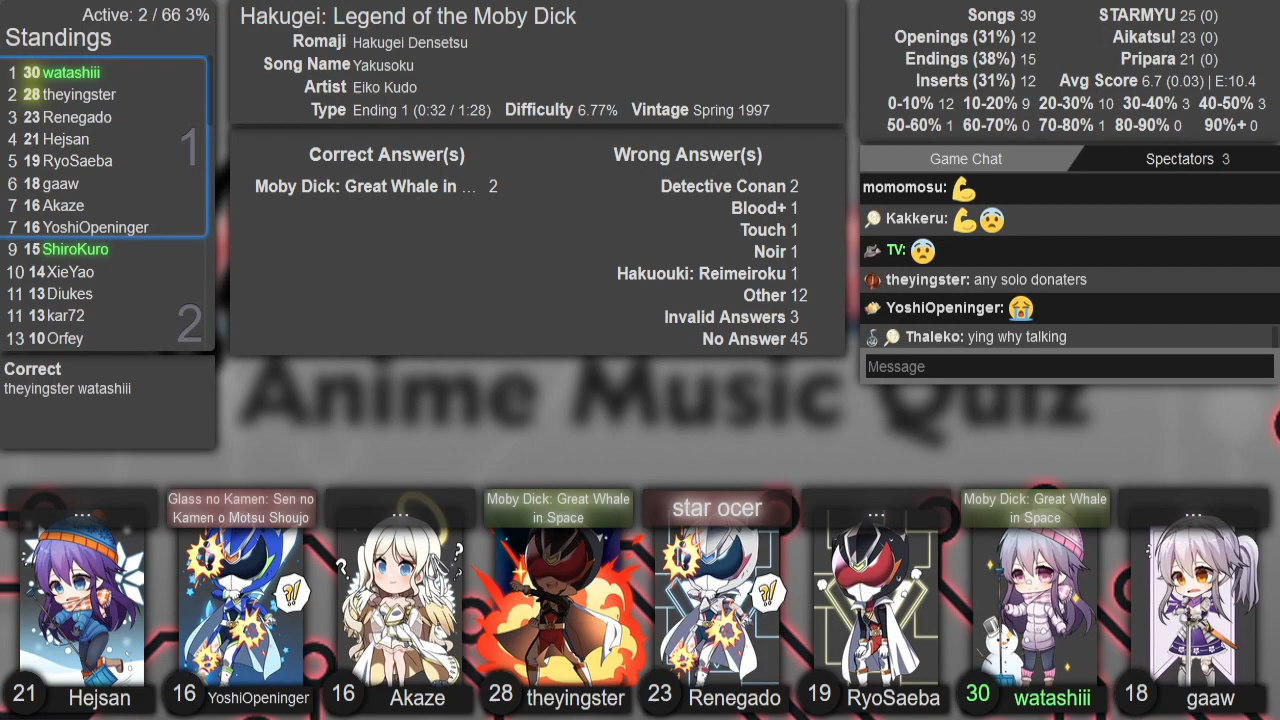 Active: 2 / 66 3%
Standings
1 30 watashiii
2 28 theyingster
3 23 Renegado
4 21 Hejsan
5 19 RyoSaeba
6 18 gaaw
7 16 Akaze
7 16 YoshiOpeninger
1
9 15 ShiroKuro
10 14 XieYao
11 13 Diukes
11 13 kar72
13 10 Orfey
2
Correct
theyingster watashiii
Hakugei: Legend of the Moby Dick
Romaji Hakugei Densetsu
Song Name Yakusoku
Artist Eiko Kudo
Type Ending 1 (0:32 / 1:28) Difficulty 6.77% Vintage Spring 1997
Correct Answer(s)
Moby Dick: Great Whale in ... 2
Wrong Answer(s)
Detective Conan 2
Blood+ 1
Touch 1
Noir 1
Hakuouki: Reimeiroku 1
Other 12
Invalid Answers 3
No Answer 45
Songs 39 STARMYU 25 (0)
Openings (31%) 12 Aikatsu! 23 (0)
Endings (38%) 15 Pripara 21 (0)
Inserts (31%) 12 Avg Score 6.7 (0.03) | E:10.4
0-10% 12 10-20% 9 20-30% 10 30-40% 3 40-50% 3
50-60% 1 60-70% 0 70-80% 1 80-90% 0 90%+ 0
Game Chat Spectators 3
momomosu: 💪
Kakkeru: 💪😨
TV: 😨
theyingster: any solo donaters
YoshiOpeninger: 😭
Thaleko: ying why talking
Message
Anime Music Quiz
...
Glass no Kamen: Sen no
Kamen o Motsu Shoujo
...
Moby Dick: Great Whale
in Space
star ocer
...
Moby Dick: Great Whale
in Space
...
21 Hejsan
16 YoshiOpeninger
16 Akaze
28 theyingster
23 Renegado
19 RyoSaeba
30 watashiii
18 gaaw